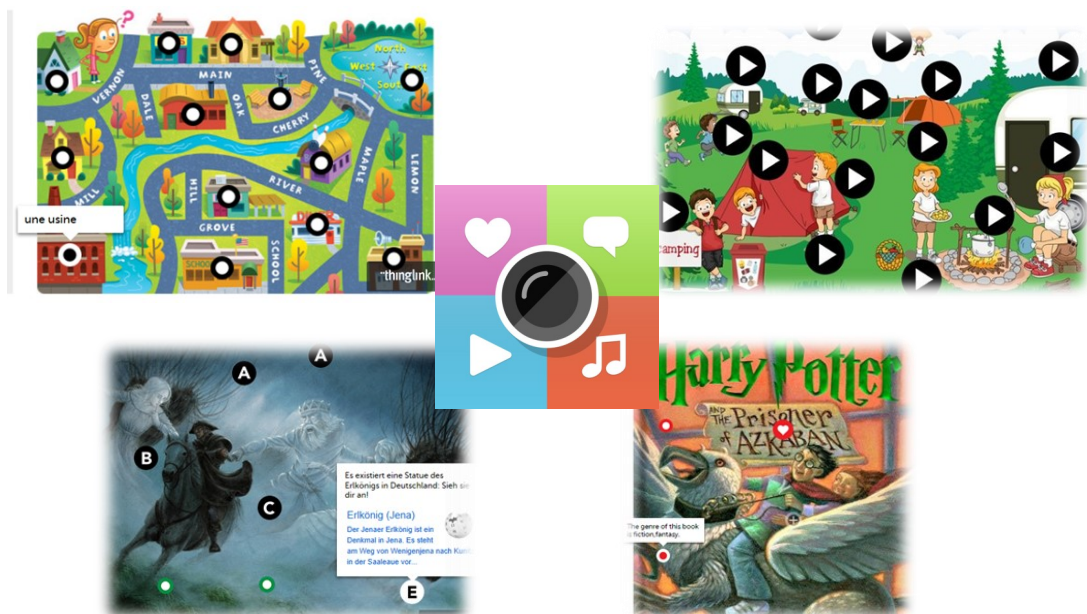 North
West East
South
MAIN
PINE
VERNON
DALE
OAK
CHERRY
MAPLE
LEMON
MILL
HILL
RIVER
GROVE
SCHOOL
SCHOOL
une usine
thinglink.
camping
A
A
B
C
E
Es existiert eine Statue des
Erlkönigs in Deutschland: Sieh sie
dir an!
Erlkönig (Jena)
Der Jenaer Erlkönig ist ein
Denkmal in Jena. Es steht
am Weg von Wenigenjena nach
in der Saaleaue vor...
Harry Potter
AND
THE Prisoner
of AZKABAN
The genre of this book
is fiction,fantasy.